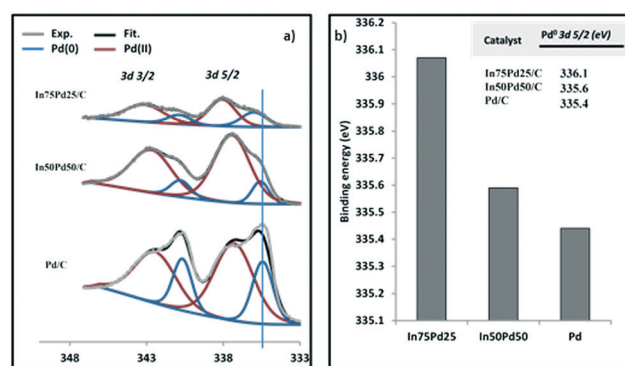 Exp. Fit. a)
Pd(0) Pd(II)
3d 3/2 3d 5/2
In75Pd25/C
In50Pd50/C
Pd/C
348 343 338 333
b)
Catalyst Pd⁰ 3d 5/2 (eV)
In75Pd25/C 336.1
In50Pd50/C 335.6
Pd/C 335.4
Binding energy (eV)
336.2
336.1
336
335.9
335.8
335.7
335.6
335.5
335.4
335.3
335.2
335.1
In75Pd25 In50Pd50 Pd